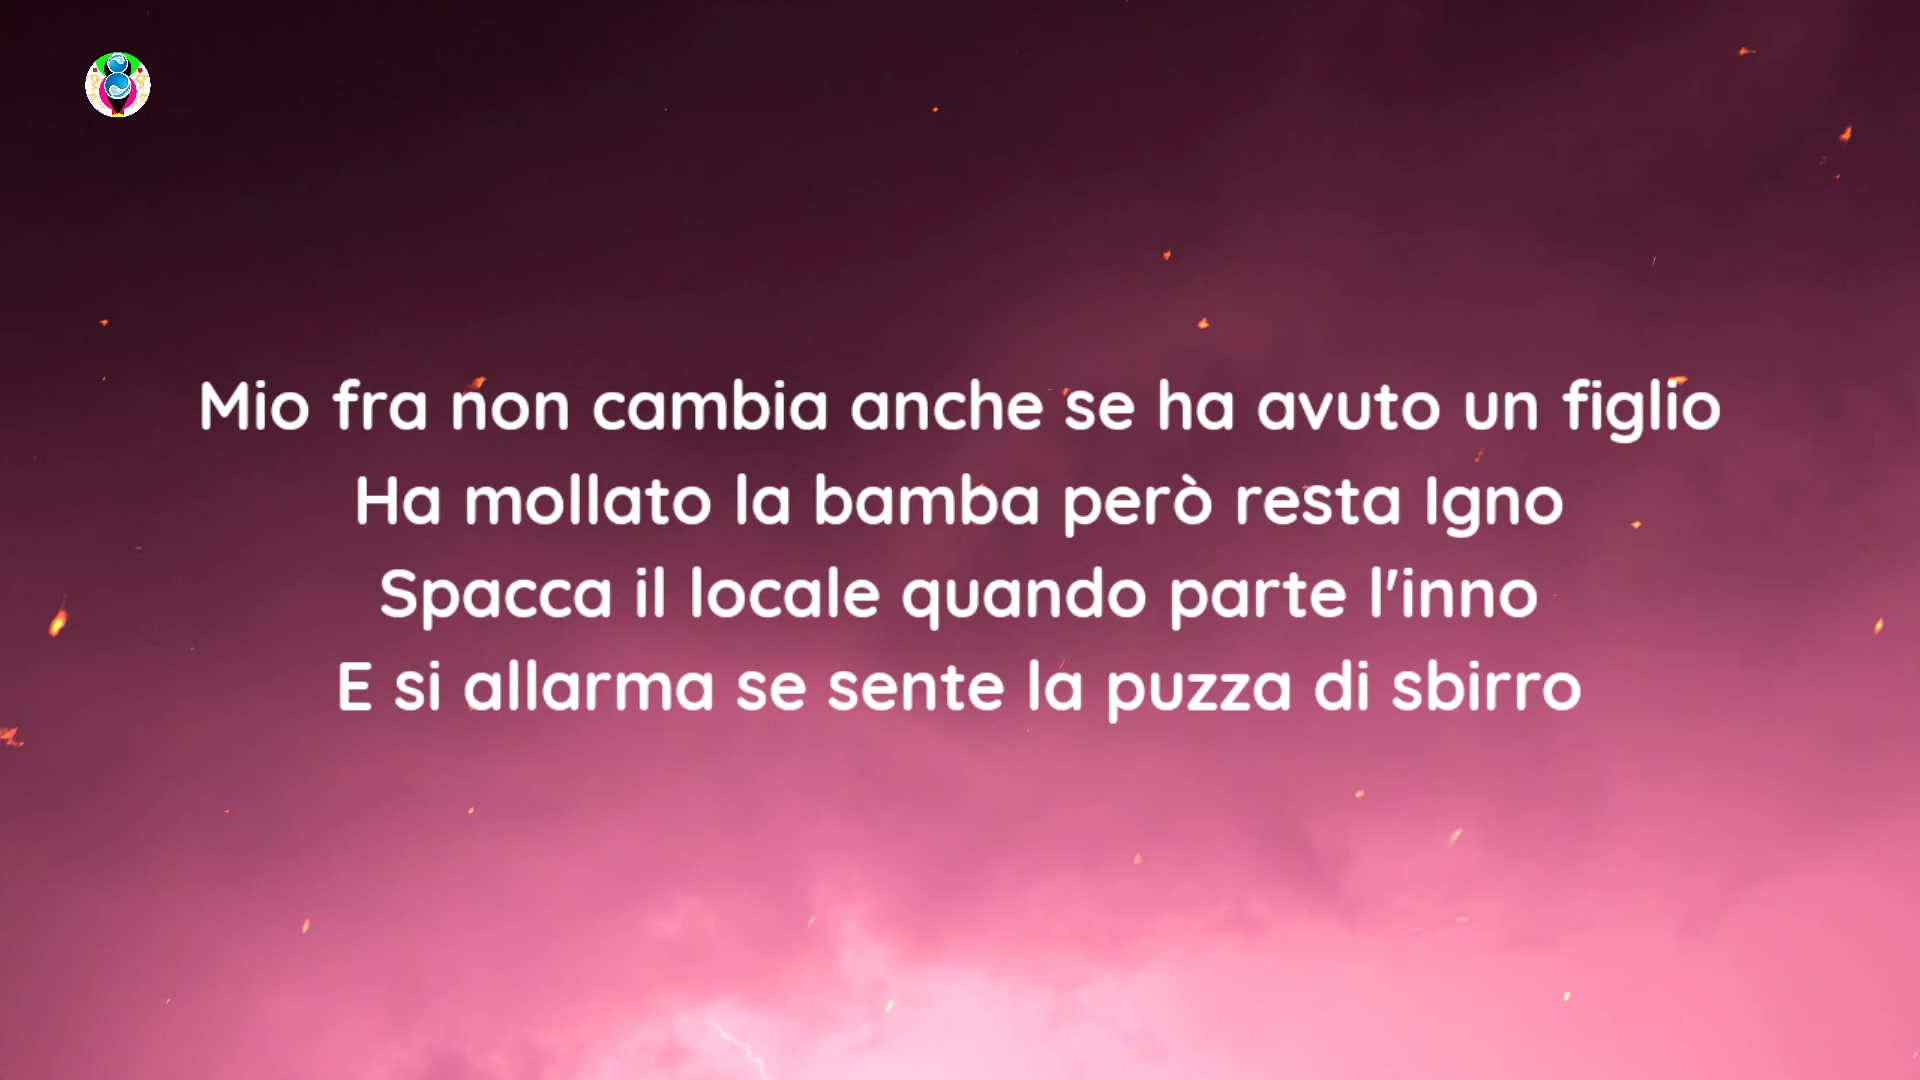 Mio fra non cambia anche se ha avuto un figlio
Ha mollato la bamba però resta Igno
Spacca il locale quando parte l'inno
E si allarma se sente la puzza di sbirro